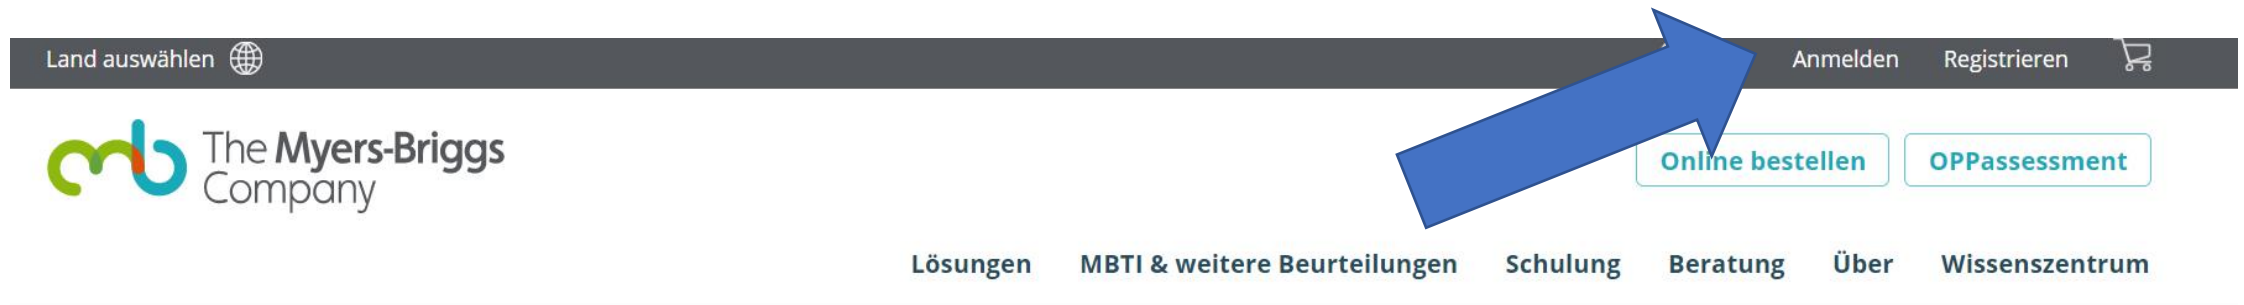 Land auswählen Anmelden Registrieren
The Myers-Briggs
Company
Online bestellen OPPassessment
Lösungen MBTI & weitere Beurteilungen Schulung Beratung Über Wissenszentrum